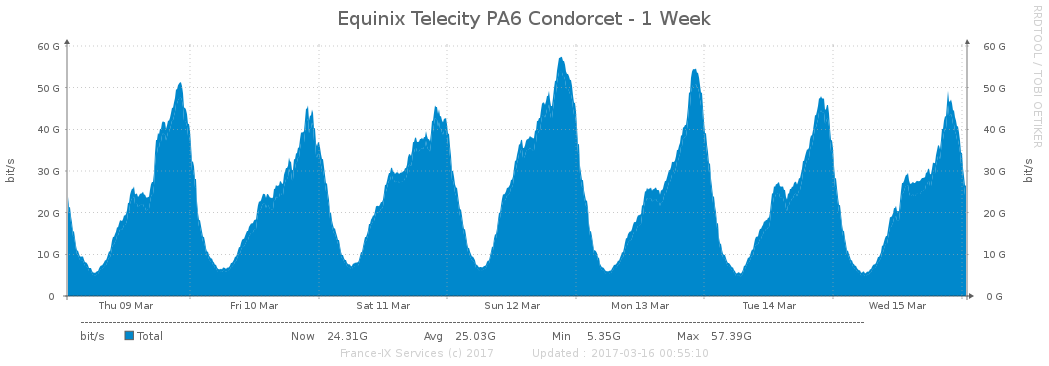 Equinix Telecity PA6 Condorcet - 1 Week
RRDTOOL / TOBI OETIKER
bit/s
60 G 60 G
50 G 50 G
40 G 40 G
30 G 30 G
20 G 20 G
10 G 10 G
0 0 G
bit/s
Thu 09 Mar Fri 10 Mar Sat 11 Mar Sun 12 Mar Mon 13 Mar Tue 14 Mar Wed 15 Mar
bit/s Total Now 24.31G Avg 25.03G Min 5.35G Max 57.39G
France-IX Services (c) 2017 Updated : 2017-03-16 00:55:10